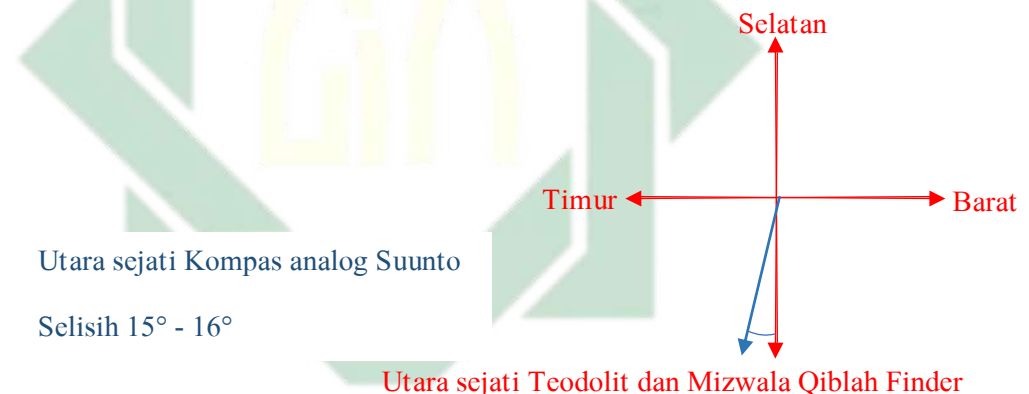 Selatan
Timur
Barat
Utara sejati Kompas analog Suunto
Selisih 15° - 16°
Utara sejati Teodolit dan Mizwala Qiblah Finder